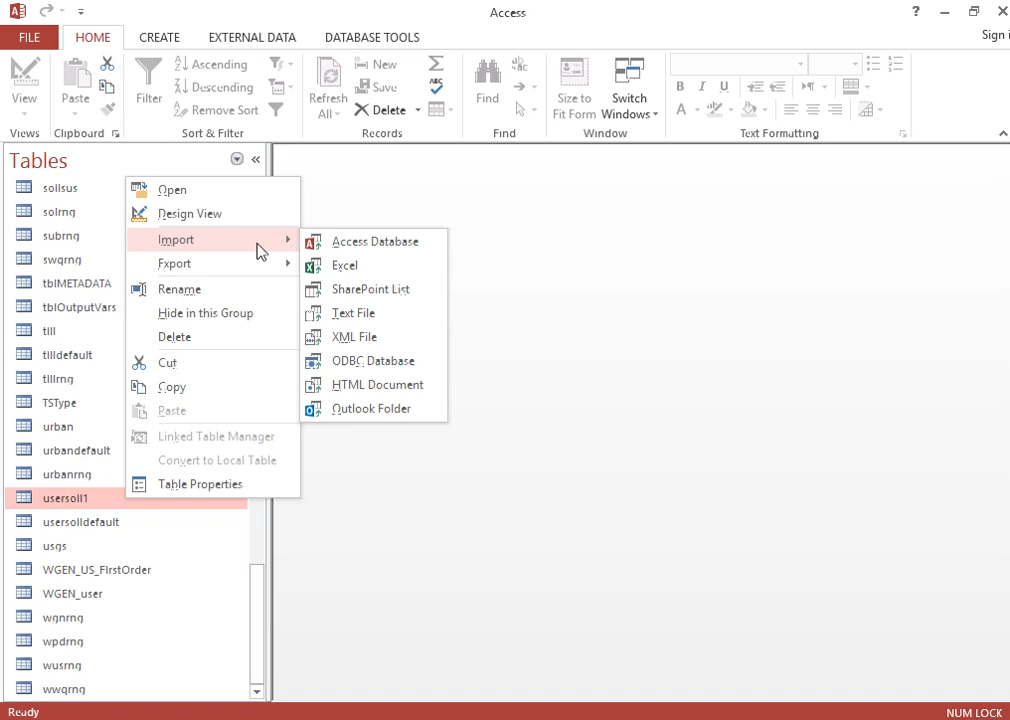 Access
?
Sign i
FILE
HOME
CREATE
EXTERNAL DATA
DATABASE TOOLS
View
Views
Paste
Clipboard
Filter
Ascending
Descending
Remove Sort
Sort & Filter
Refresh
All
New
Save
Delete
Records
Find
Find
Size to
Fit Form
Switch
Windows
Window
B I U
A
Text Formatting
Tables
soilsus
solrng
subrng
swqrng
tblMETADATA
tblOutputVars
till
tilldefault
tillrng
TSType
urban
urbandefault
urbanrng
usersoil1
usersoildefault
usgs
WGEN_US_FirstOrder
WGEN_user
wgnrng
wpdrng
wusrng
wwqrng
Open
Design View
Import
Export
Rename
Hide in this Group
Delete
Cut
Copy
Paste
Linked Table Manager
Convert to Local Table
Table Properties
Access Database
Excel
SharePoint List
Text File
XML File
ODBC Database
HTML Document
Outlook Folder
Ready
NUM LOCK